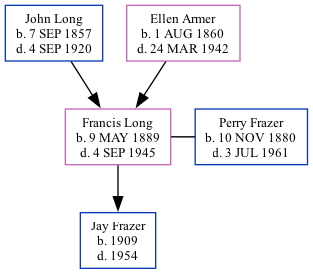 John Long
b. 7 SEP 1857
d. 4 SEP 1920
Ellen Armer
b. 1 AUG 1860
d. 24 MAR 1942
Francis Long
b. 9 MAY 1889
d. 4 SEP 1945
Perry Frazer
b. 10 NOV 1880
d. 3 JUL 1961
Jay Frazer
b. 1909
d. 1954